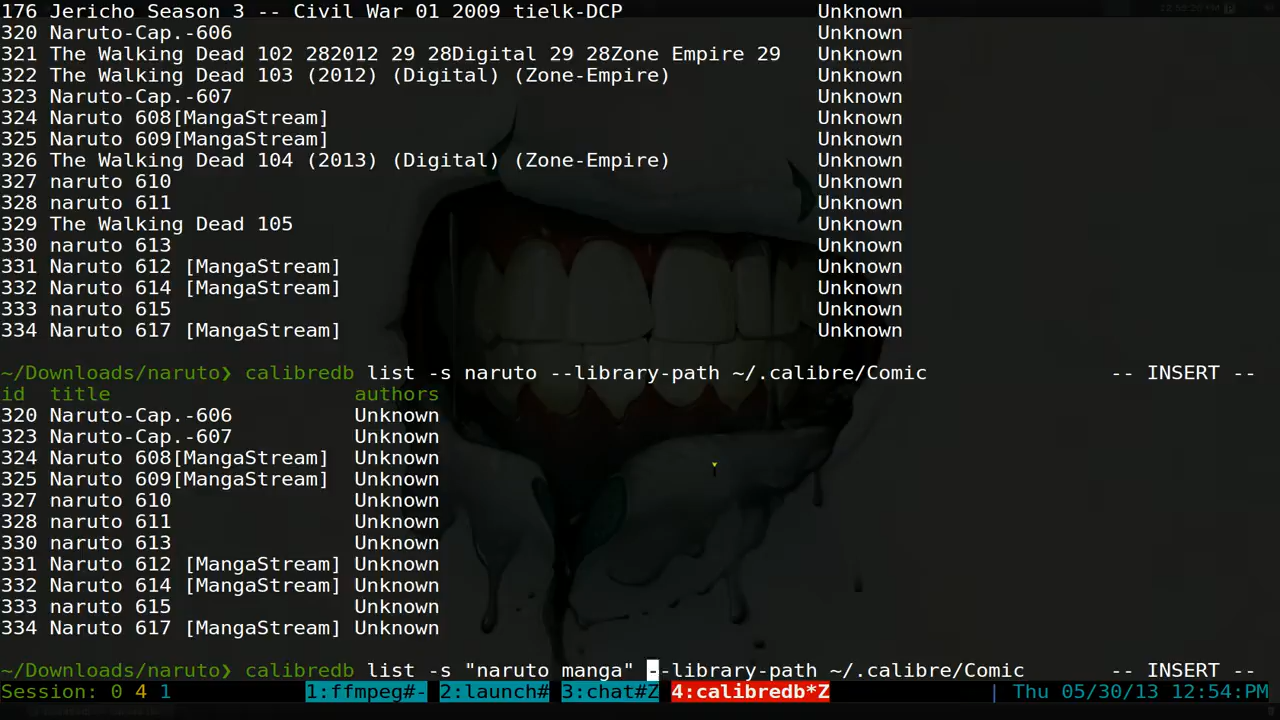 176 Jericho Season 3 -- Civil War 01 2009 tielk-DCP Unknown
320 Naruto-Cap.-606 Unknown
321 The Walking Dead 102 282012 29 28Digital 29 28Zone Empire 29 Unknown
322 The Walking Dead 103 (2012) (Digital) (Zone-Empire) Unknown
323 Naruto-Cap.-607 Unknown
324 Naruto 608[MangaStream] Unknown
325 Naruto 609[MangaStream] Unknown
326 The Walking Dead 104 (2013) (Digital) (Zone-Empire) Unknown
327 naruto 610 Unknown
328 naruto 611 Unknown
329 The Walking Dead 105 Unknown
330 naruto 613 Unknown
331 Naruto 612 [MangaStream] Unknown
332 Naruto 614 [MangaStream] Unknown
333 naruto 615 Unknown
334 Naruto 617 [MangaStream] Unknown
~/Downloads/naruto❯ calibredb list -s naruto --library-path ~/.calibre/Comic -- INSERT --
id title authors
320 Naruto-Cap.-606 Unknown
323 Naruto-Cap.-607 Unknown
324 Naruto 608[MangaStream] Unknown
325 Naruto 609[MangaStream] Unknown
327 naruto 610 Unknown
328 naruto 611 Unknown
330 naruto 613 Unknown
331 Naruto 612 [MangaStream] Unknown
332 Naruto 614 [MangaStream] Unknown
333 naruto 615 Unknown
334 Naruto 617 [MangaStream] Unknown
~/Downloads/naruto❯ calibredb list -s "naruto manga" --library-path ~/.calibre/Comic -- INSERT --
Session: 0 4 1 1:ffmpeg#- 2:launch# 3:chat#Z 4:calibredb*Z | Thu 05/30/13 12:54:PM